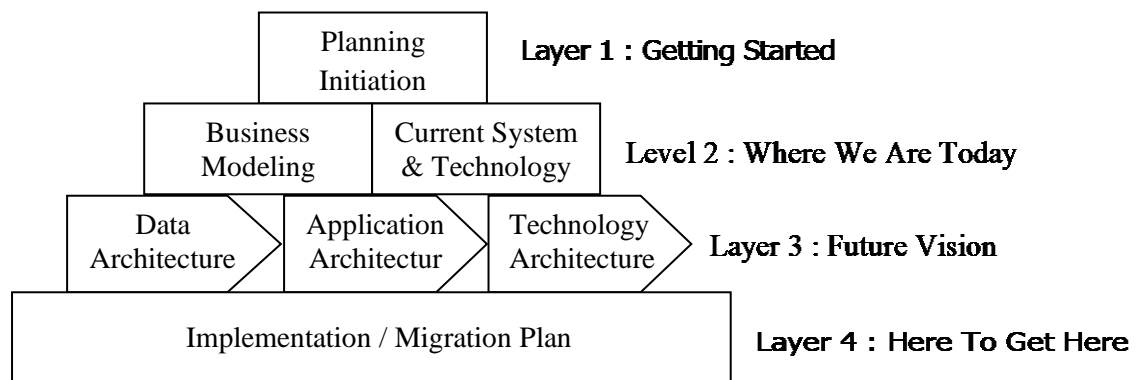 Planning
Initiation
Layer 1 : Getting Started
Business
Modeling
Current System
& Technology
Level 2 : Where We Are Today
Data
Architecture
Application
Architectur
Technology
Architecture
Layer 3 : Future Vision
Implementation / Migration Plan
Layer 4 : Here To Get Here